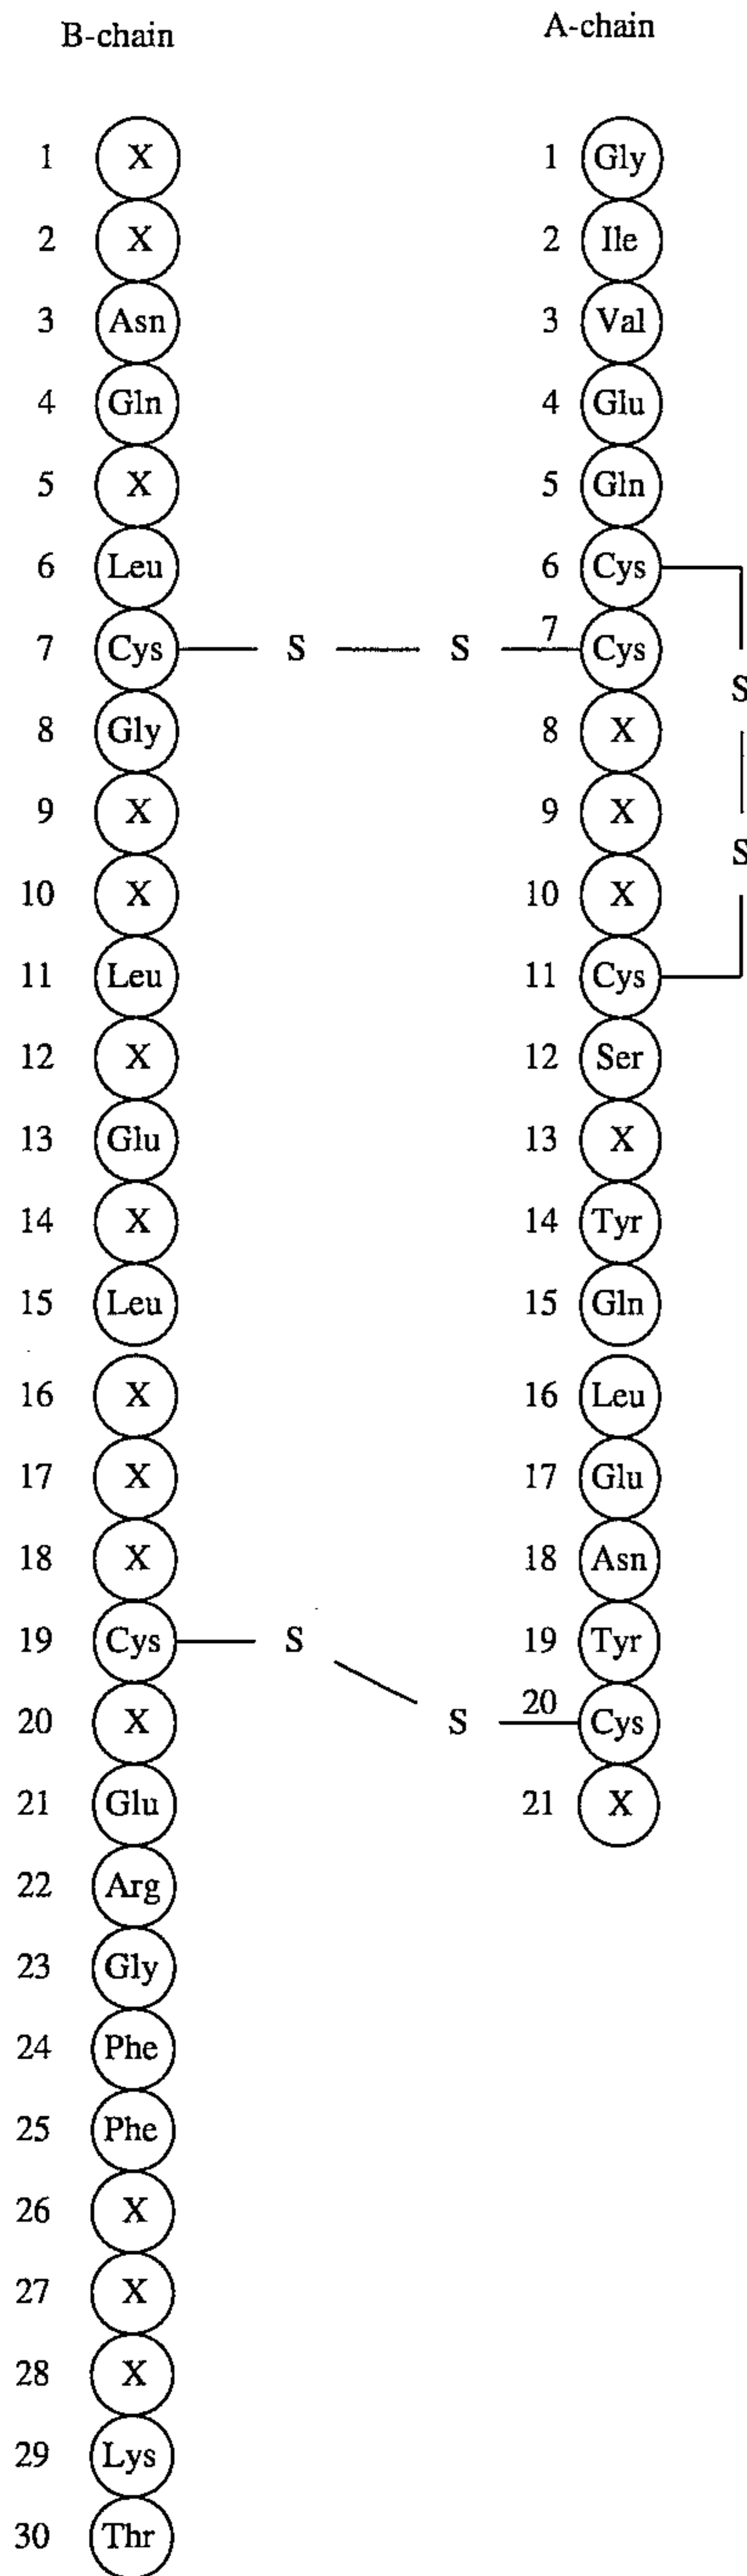 B-chain A-chain
1 X 1 Gly
2 X 2 Ile
3 Asn 3 Val
4 Gln 4 Glu
5 X 5 Gln
6 Leu 6 Cys
7 Cys S S 7 Cys
S
8 Gly 8 X
9 X 9 X
S
10 X 10 X
11 Leu 11 Cys
12 X 12 Ser
13 Glu 13 X
14 X 14 Tyr
15 Leu 15 Gln
16 X 16 Leu
17 X 17 Glu
18 X 18 Asn
19 Cys S 19 Tyr
20 X S 20 Cys
21 Glu 21 X
22 Arg
23 Gly
24 Phe
25 Phe
26 X
27 X
28 X
29 Lys
30 Thr